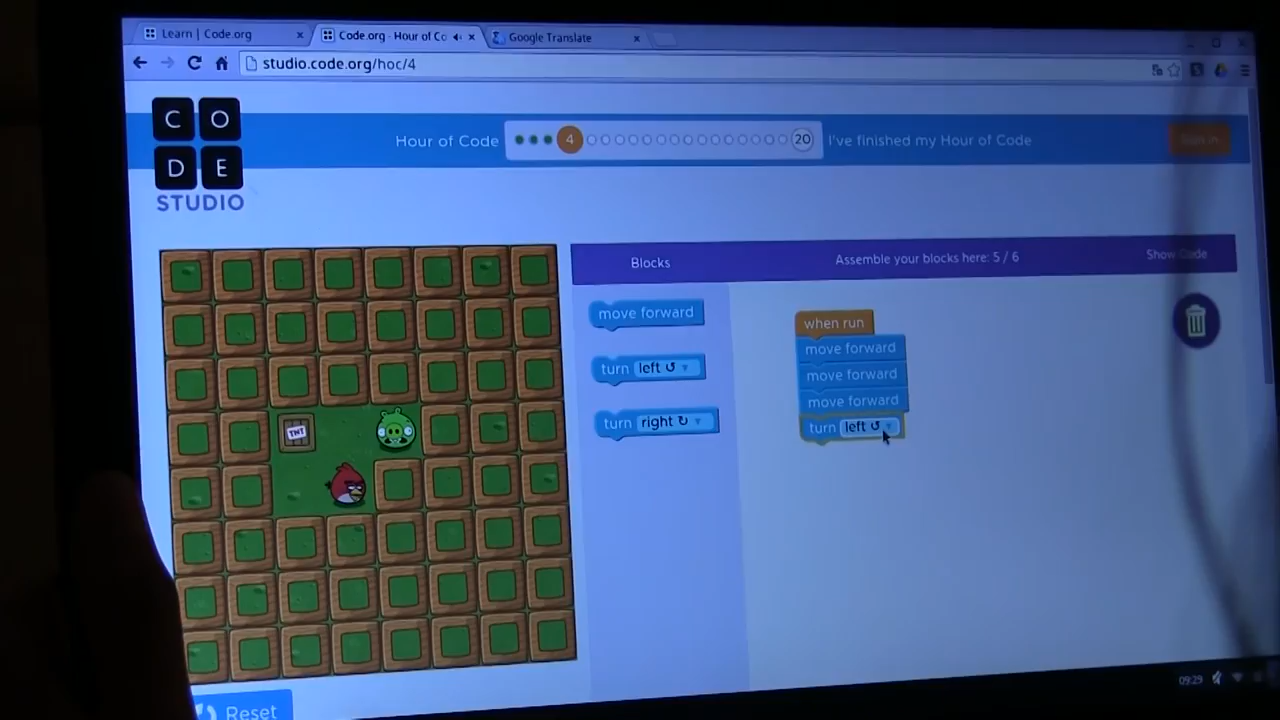 Learn | Code.org
Code.org - Hour of Co
Google Translate
studio.code.org/hoc/4
C O
D E
STUDIO
Hour of Code
4
20
I've finished my Hour of Code
Sign in
Blocks
Assemble your blocks here: 5 / 6
Show Code
move forward
turn left ↺
turn right ↻
when run
move forward
move forward
move forward
turn left ↺
TNT
Reset
09:29